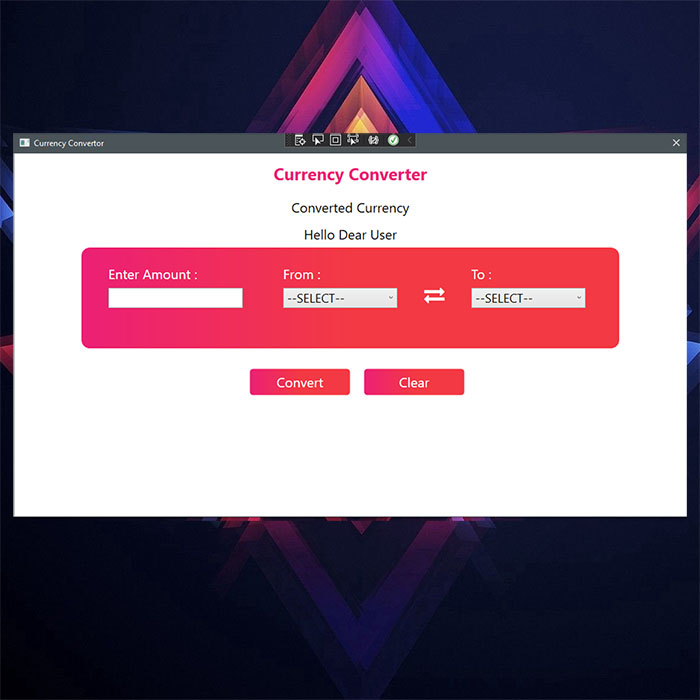 Currency Convertor
Currency Converter
Converted Currency
Hello Dear User
Enter Amount : From : To :
--SELECT-- --SELECT--
Convert Clear